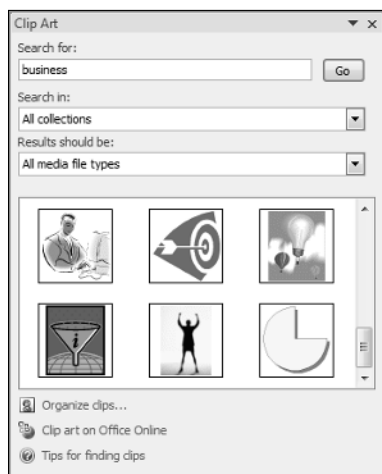 Clip Art
Search for:
business
Go
Search in:
All collections
Results should be:
All media file types
i
Organize clips...
Clip art on Office Online
Tips for finding clips